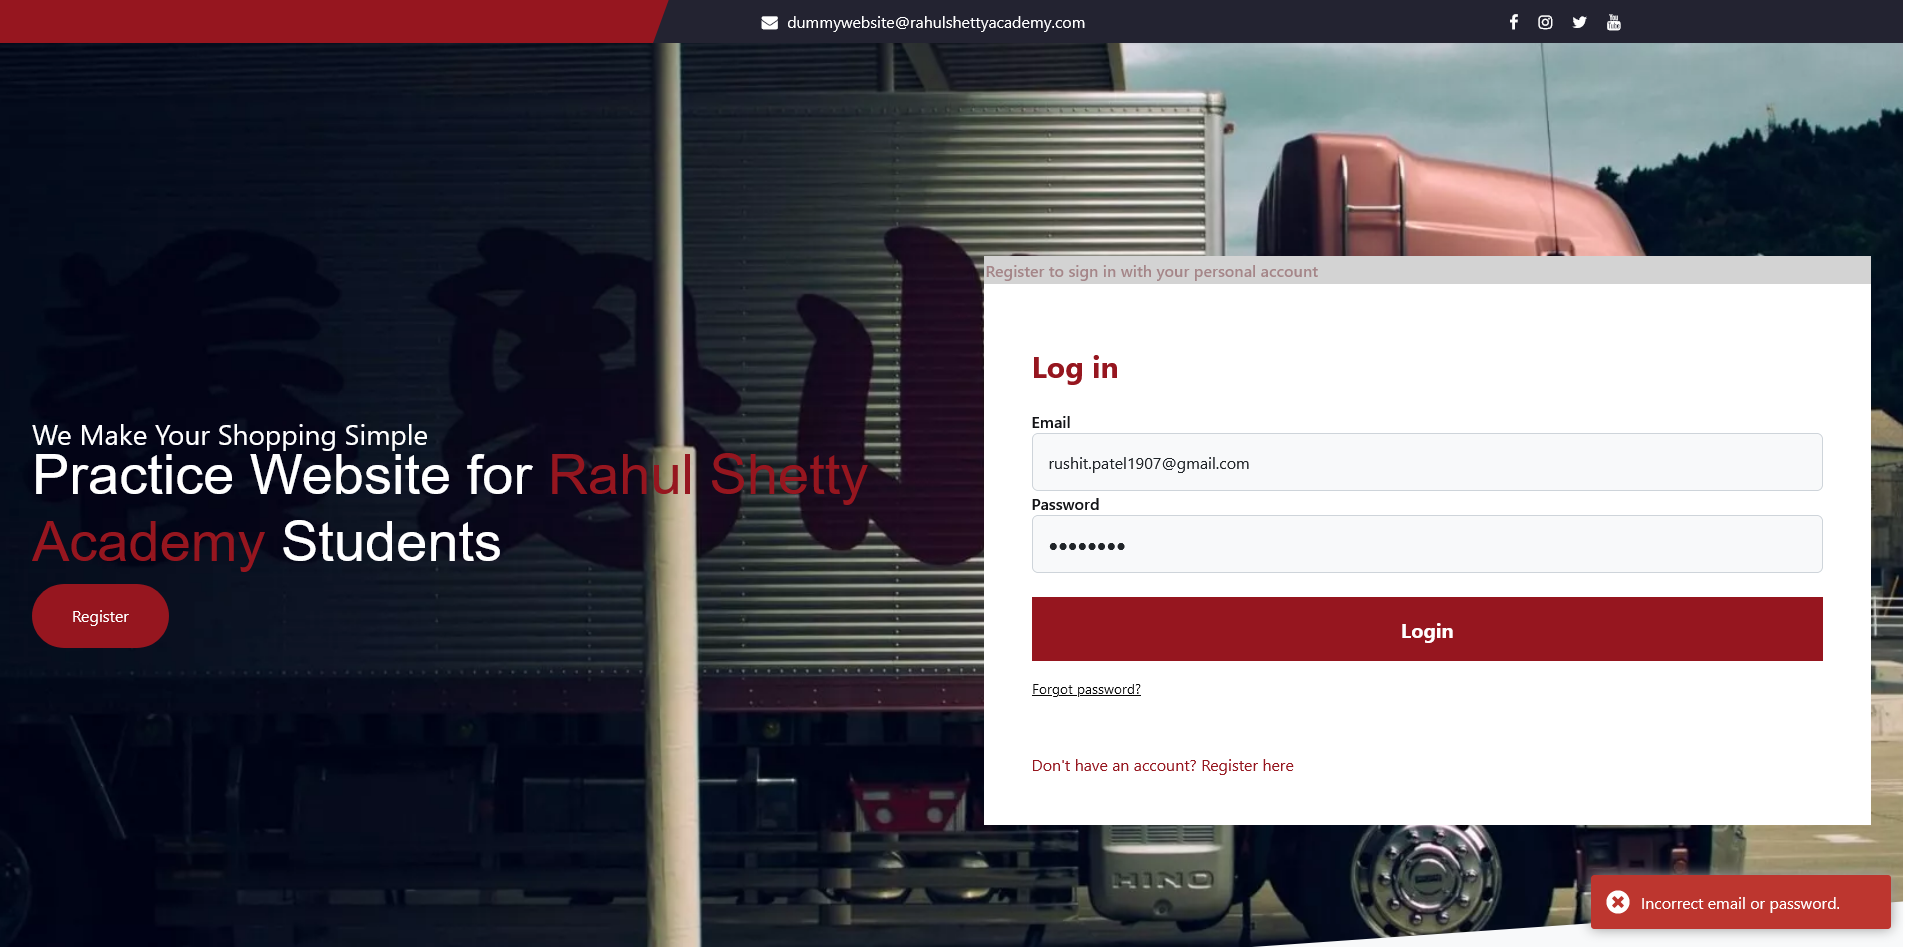 dummywebsite@rahulshettyacademy.com
Register to sign in with your personal account
We Make Your Shopping Simple
Practice Website for Rahul Shetty
Academy Students
Register
Log in
Email
rushit.patel1907@gmail.com
Password
••••••••
Login
Forgot password?
Don't have an account? Register here
HINO
Incorrect email or password.